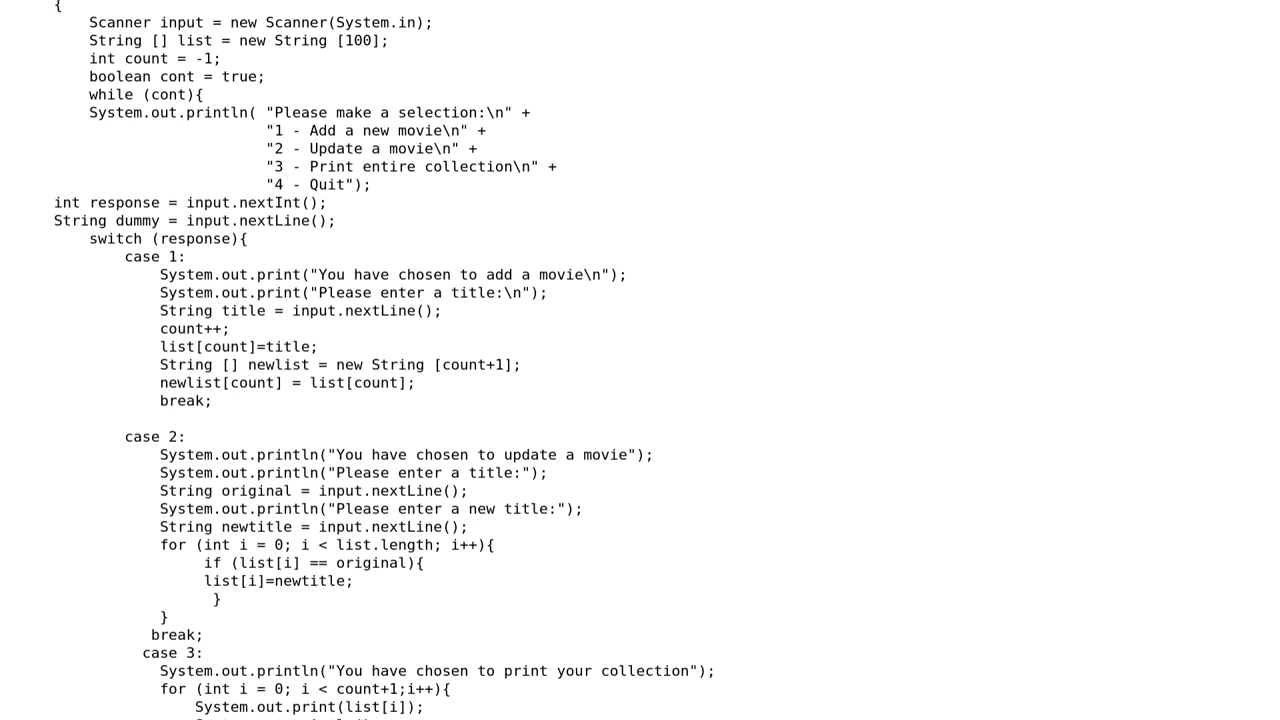 {
Scanner input = new Scanner(System.in);
String [] list = new String [100];
int count = -1;
boolean cont = true;
while (cont){
System.out.println( "Please make a selection:\n" +
"1 - Add a new movie\n" +
"2 - Update a movie\n" +
"3 - Print entire collection\n" +
"4 - Quit");
int response = input.nextInt();
String dummy = input.nextLine();
switch (response){
case 1:
System.out.print("You have chosen to add a movie\n");
System.out.print("Please enter a title:\n");
String title = input.nextLine();
count++;
list[count]=title;
String [] newlist = new String [count+1];
newlist[count] = list[count];
break;
case 2:
System.out.println("You have chosen to update a movie");
System.out.println("Please enter a title:");
String original = input.nextLine();
System.out.println("Please enter a new title:");
String newtitle = input.nextLine();
for (int i = 0; i < list.length; i++){
if (list[i] == original){
list[i]=newtitle;
}
}
break;
case 3:
System.out.println("You have chosen to print your collection");
for (int i = 0; i < count+1;i++){
System.out.print(list[i]);